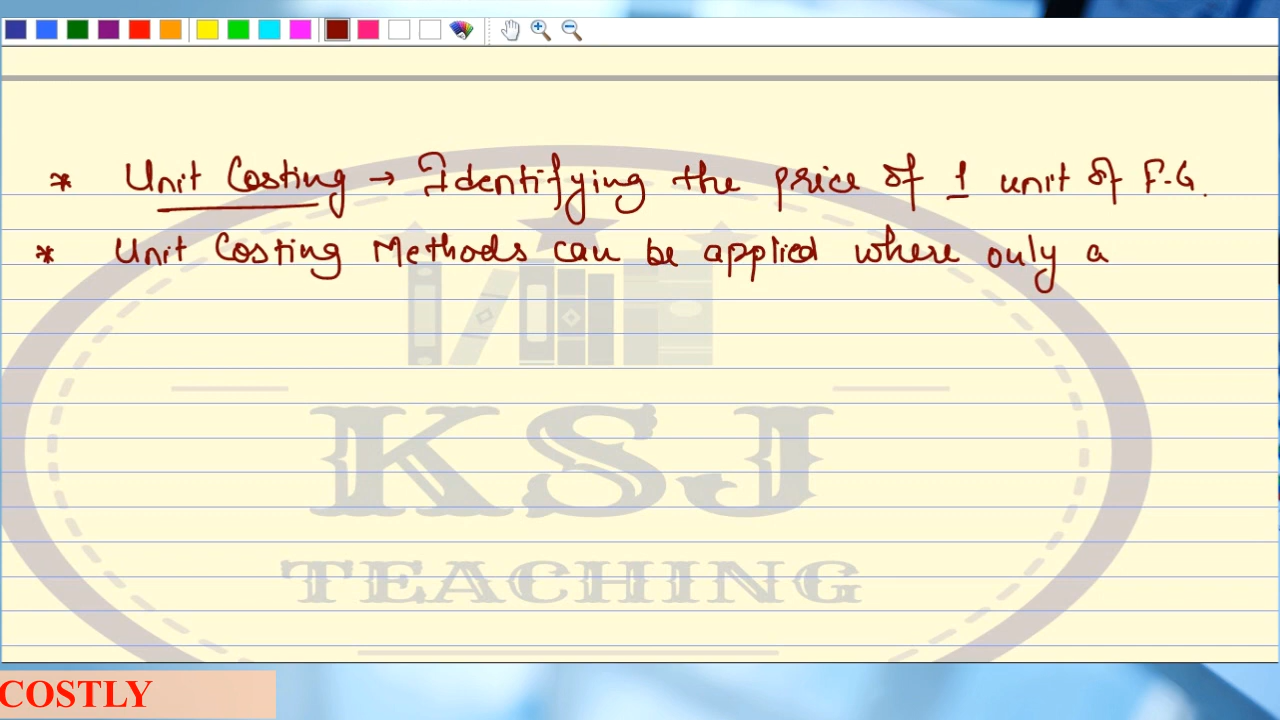 * Unit Costing → Identifying the price of 1 unit of F.G.
* Unit Costing Methods can be applied where only a
KSJ
TEACHING
COSTLY